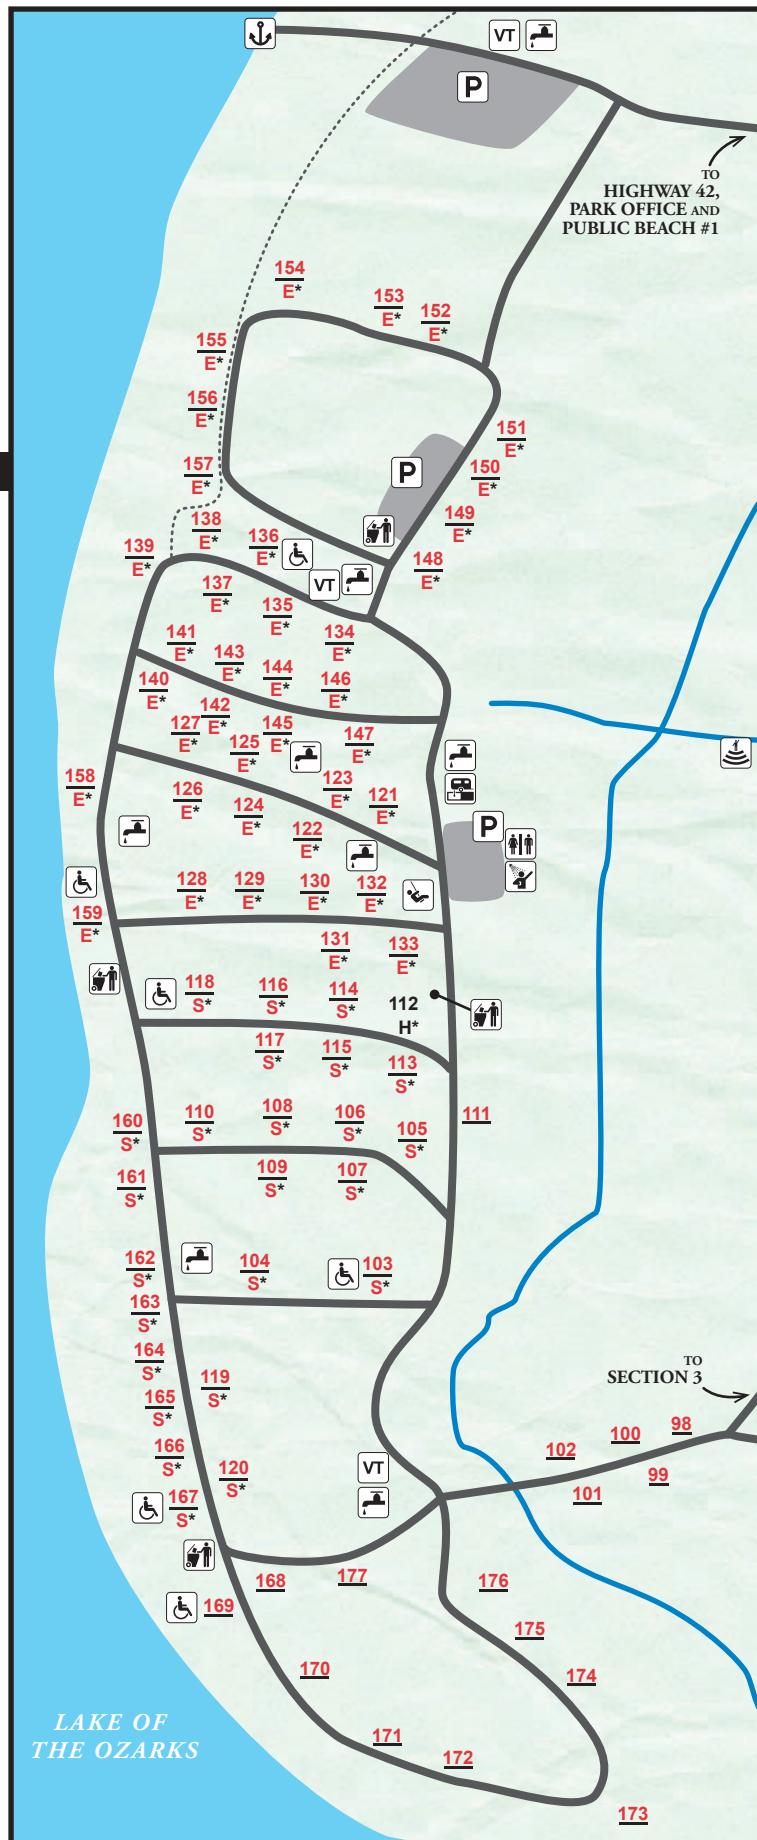 VT
P
TO
HIGHWAY 42,
PARK OFFICE AND
PUBLIC BEACH #1
154
E*
153
E*
152
E*
155
E*
156
E*
151
E*
157
E*
P
150
E*
149
E*
138
E*
136
E*
139
E*
148
E*
VT
137
E*
135
E*
134
E*
141
E*
143
E*
144
E*
146
E*
140
E*
142
E*
127
E*
145
E*
125
E*
147
E*
158
E*
126
E*
124
E*
123
E*
121
E*
122
E*
P
128
E*
129
E*
130
E*
132
E*
159
E*
131
E*
133
E*
118
S*
116
S*
114
S*
112
H*
117
S*
115
S*
113
S*
160
S*
110
S*
108
S*
106
S*
105
S*
111
161
S*
109
S*
107
S*
162
S*
104
S*
103
S*
163
S*
164
S*
119
S*
165
S*
TO
SECTION 3
166
S*
120
S*
VT
102
100
98
101
99
167
S*
168
177
176
169
175
170
174
171
172
173
LAKE OF
THE OZARKS